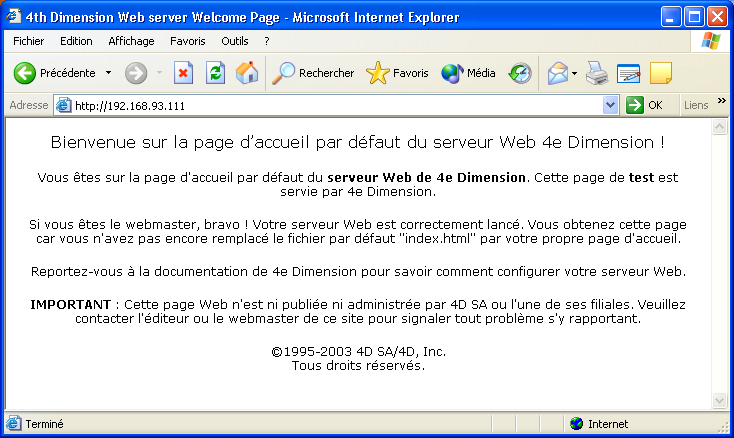 4th Dimension Web server Welcome Page - Microsoft Internet Explorer
Fichier Edition Affichage Favoris Outils ?
Précédente Rechercher Favoris Média
Adresse http://192.168.93.111 OK Liens »
Bienvenue sur la page d'accueil par défaut du serveur Web 4e Dimension !
Vous êtes sur la page d'accueil par défaut du serveur Web de 4e Dimension. Cette page de test est
servie par 4e Dimension.
Si vous êtes le webmaster, bravo ! Votre serveur Web est correctement lancé. Vous obtenez cette page
car vous n'avez pas encore remplacé le fichier par défaut "index.html" par votre propre page d'accueil.
Reportez-vous à la documentation de 4e Dimension pour savoir comment configurer votre serveur Web.
IMPORTANT : Cette page Web n'est ni publiée ni administrée par 4D SA ou l'une de ses filiales. Veuillez
contacter l'éditeur ou le webmaster de ce site pour signaler tout problème s'y rapportant.
©1995-2003 4D SA/4D, Inc.
Tous droits réservés.
Terminé Internet